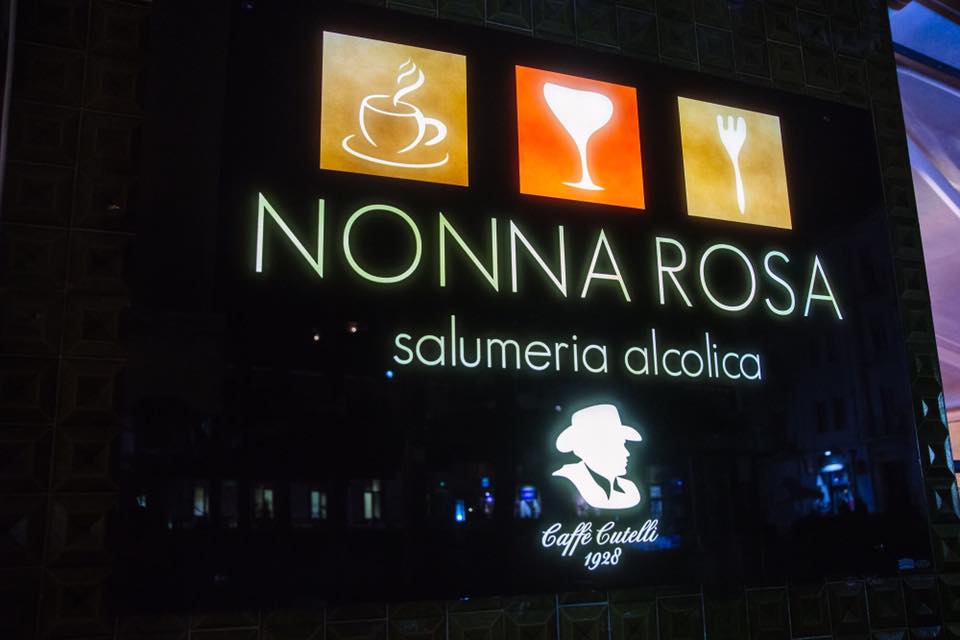 NONNA ROSA
salumeria alcolica
Caffè Cutelli
1928